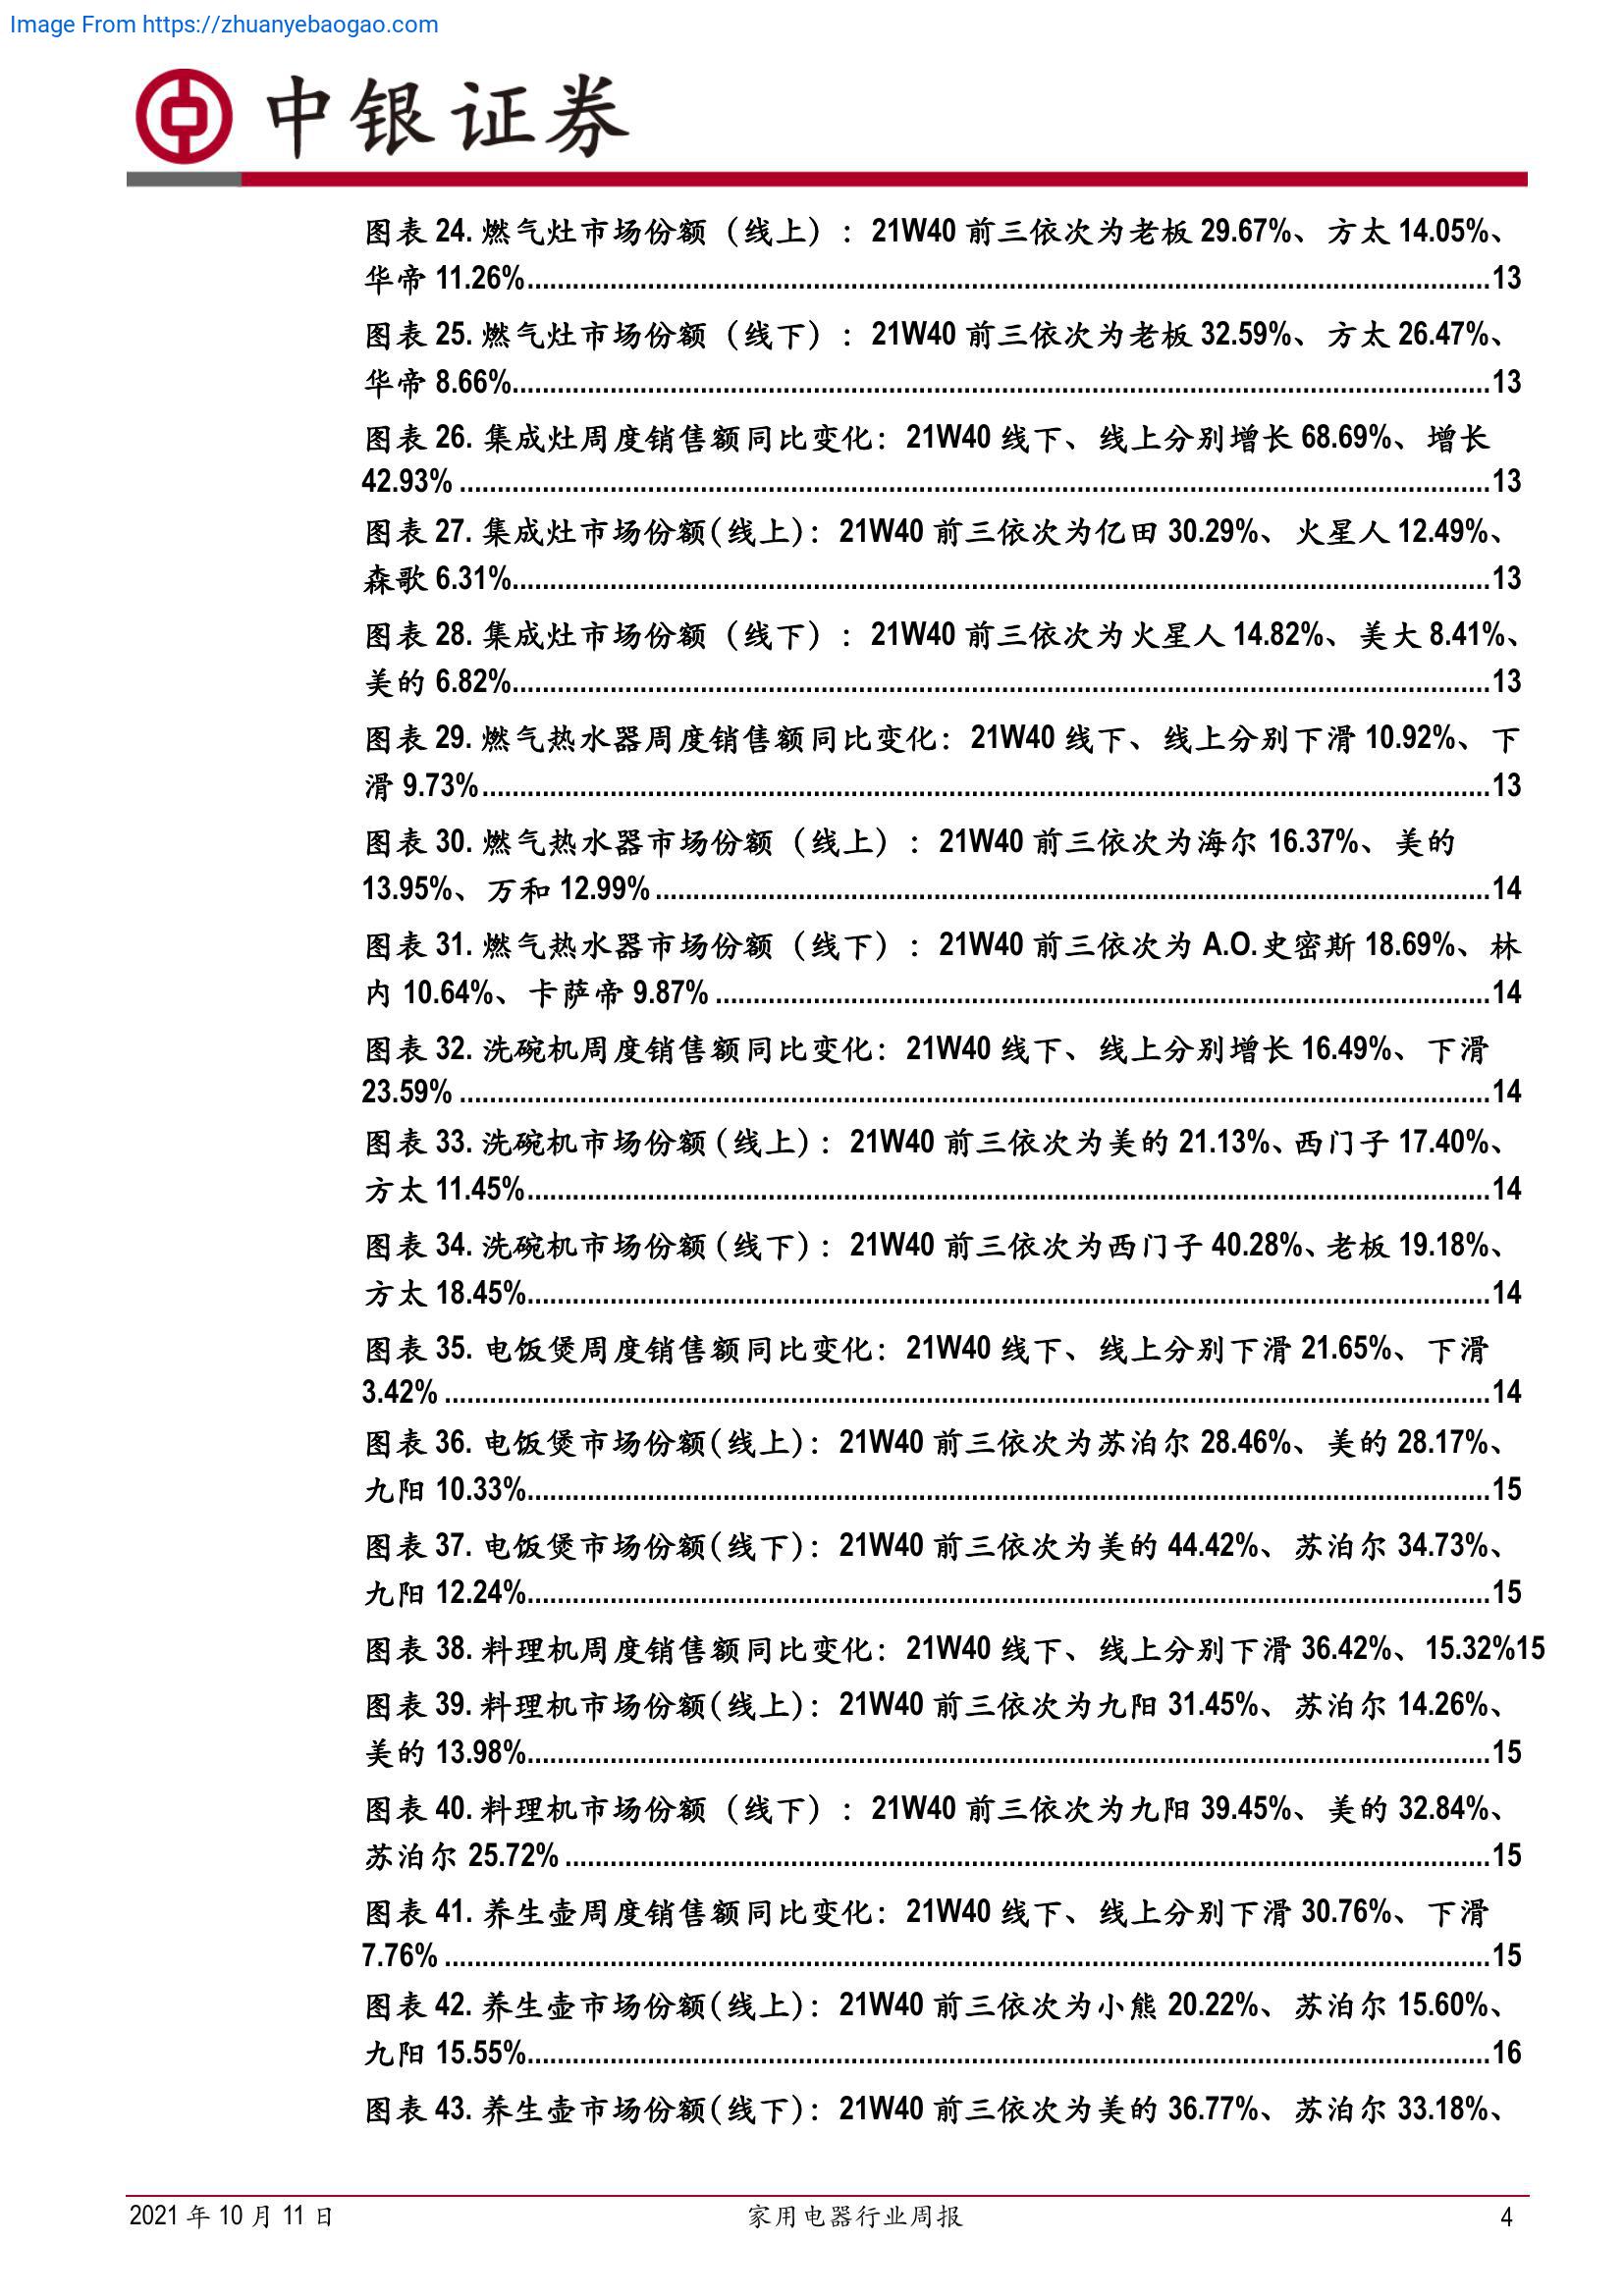 Image From https://zhuanyebaogao.com
中银证券
图表 24. 燃气灶市场份额（线上）：21W40 前三依次为老板 29.67%、方太 14.05%、
华帝 11.26%....................13
图表 25. 燃气灶市场份额（线下）：21W40 前三依次为老板 32.59%、方太 26.47%、
华帝 8.66%....................13
图表 26. 集成灶周度销售额同比变化：21W40 线下、线上分别增长 68.69%、增长
42.93% ....................13
图表 27. 集成灶市场份额(线上)：21W40 前三依次为亿田 30.29%、火星人 12.49%、
森歌 6.31%....................13
图表 28. 集成灶市场份额（线下）：21W40 前三依次为火星人 14.82%、美大 8.41%、
美的 6.82%....................13
图表 29. 燃气热水器周度销售额同比变化：21W40 线下、线上分别下滑 10.92%、下
滑 9.73%....................13
图表 30. 燃气热水器市场份额（线上）：21W40 前三依次为海尔 16.37%、美的
13.95%、万和 12.99% ....................14
图表 31. 燃气热水器市场份额（线下）：21W40 前三依次为 A.O.史密斯 18.69%、林
内 10.64%、卡萨帝 9.87% ....................14
图表 32. 洗碗机周度销售额同比变化：21W40 线下、线上分别增长 16.49%、下滑
23.59% ....................14
图表 33. 洗碗机市场份额（线上）：21W40 前三依次为美的 21.13%、西门子 17.40%、
方太 11.45%....................14
图表 34. 洗碗机市场份额（线下）：21W40 前三依次为西门子 40.28%、老板 19.18%、
方太 18.45%....................14
图表 35. 电饭煲周度销售额同比变化：21W40 线下、线上分别下滑 21.65%、下滑
3.42% ....................14
图表 36. 电饭煲市场份额(线上)：21W40 前三依次为苏泊尔 28.46%、美的 28.17%、
九阳 10.33%....................15
图表 37. 电饭煲市场份额(线下)：21W40 前三依次为美的 44.42%、苏泊尔 34.73%、
九阳 12.24%....................15
图表 38. 料理机周度销售额同比变化：21W40 线下、线上分别下滑 36.42%、15.32%15
图表 39. 料理机市场份额(线上)：21W40 前三依次为九阳 31.45%、苏泊尔 14.26%、
美的 13.98%....................15
图表 40. 料理机市场份额（线下）：21W40 前三依次为九阳 39.45%、美的 32.84%、
苏泊尔 25.72% ....................15
图表 41. 养生壶周度销售额同比变化：21W40 线下、线上分别下滑 30.76%、下滑
7.76% ....................15
图表 42. 养生壶市场份额(线上)：21W40 前三依次为小熊 20.22%、苏泊尔 15.60%、
九阳 15.55%....................16
图表 43. 养生壶市场份额(线下)：21W40 前三依次为美的 36.77%、苏泊尔 33.18%、
2021 年 10 月 11 日 家用电器行业周报 4